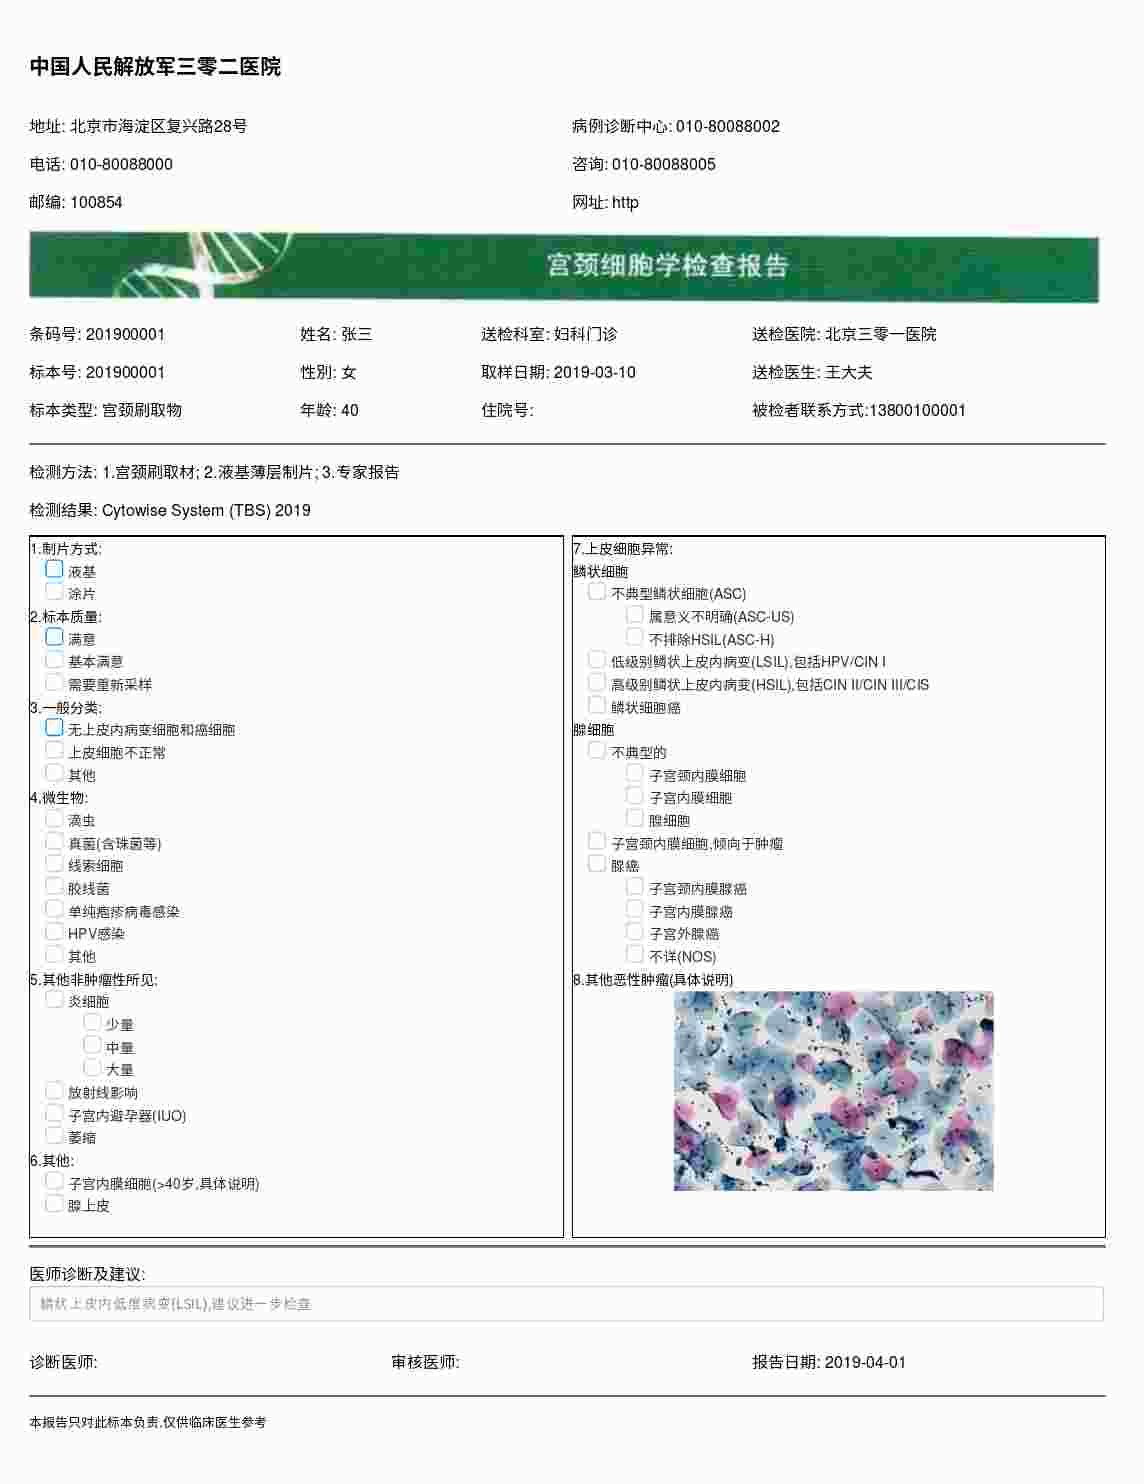 中国人民解放军三零二医院
地址: 北京市海淀区复兴路28号
病例诊断中心: 010-80088002
电话: 010-80088000
咨询: 010-80088005
邮编: 100854
网址: http
宫颈细胞学检查报告
条码号: 201900001 姓名: 张三 送检科室: 妇科门诊 送检医院: 北京三零一医院
标本号: 201900001 性别: 女 取样日期: 2019-03-10 送检医生: 王大夫
标本类型: 宫颈刷取物 年龄: 40 住院号: 被检者联系方式:13800100001
检测方法: 1.宫颈刷取材; 2.液基薄层制片; 3.专家报告
检测结果: Cytowise System (TBS) 2019
1.制片方式:
液基
涂片
2.标本质量:
满意
基本满意
需要重新采样
3.一般分类:
无上皮内病变细胞和癌细胞
上皮细胞不正常
其他
4,微生物:
滴虫
真菌(含珠菌等)
线索细胞
胶线菌
单纯疱疹病毒感染
HPV感染
其他
5.其他非肿瘤性所见:
炎细胞
少量
中量
大量
放射线影响
子宫内避孕器(IUO)
萎缩
6.其他:
子宫内膜细胞(>40岁,具体说明)
腺上皮
7.上皮细胞异常:
鳞状细胞
不典型鳞状细胞(ASC)
属意义不明确(ASC-US)
不排除HSIL(ASC-H)
低级别鳞状上皮内病变(LSIL),包括HPV/CIN I
高级别鳞状上皮内病变(HSIL),包括CIN II/CIN III/CIS
鳞状细胞癌
腺细胞
不典型的
子宫颈内膜细胞
子宫内膜细胞
腺细胞
子宫颈内膜细胞,倾向于肿瘤
腺癌
子宫颈内膜腺癌
子宫内膜腺癌
子宫外腺癌
不详(NOS)
8.其他恶性肿瘤(具体说明)
医师诊断及建议:
鳞状上皮内低度病变(LSIL),建议进一步检查
诊断医师: 审核医师: 报告日期: 2019-04-01
本报告只对此标本负责,仅供临床医生参考